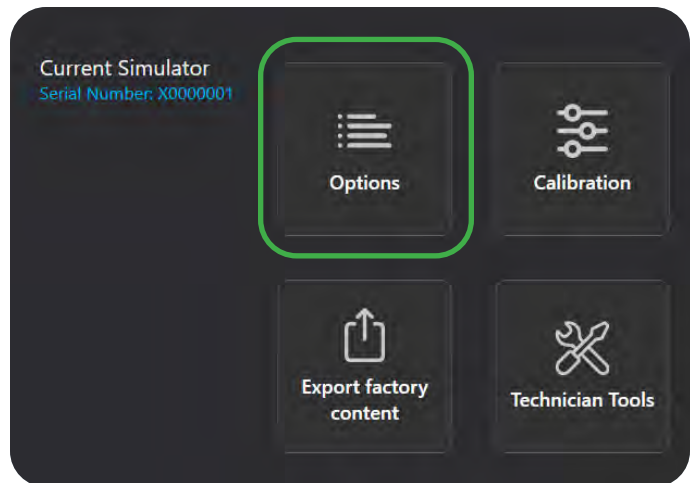 Current Simulator
Serial Number: X0000001
Options
Calibration
Export factory
content
Technician Tools